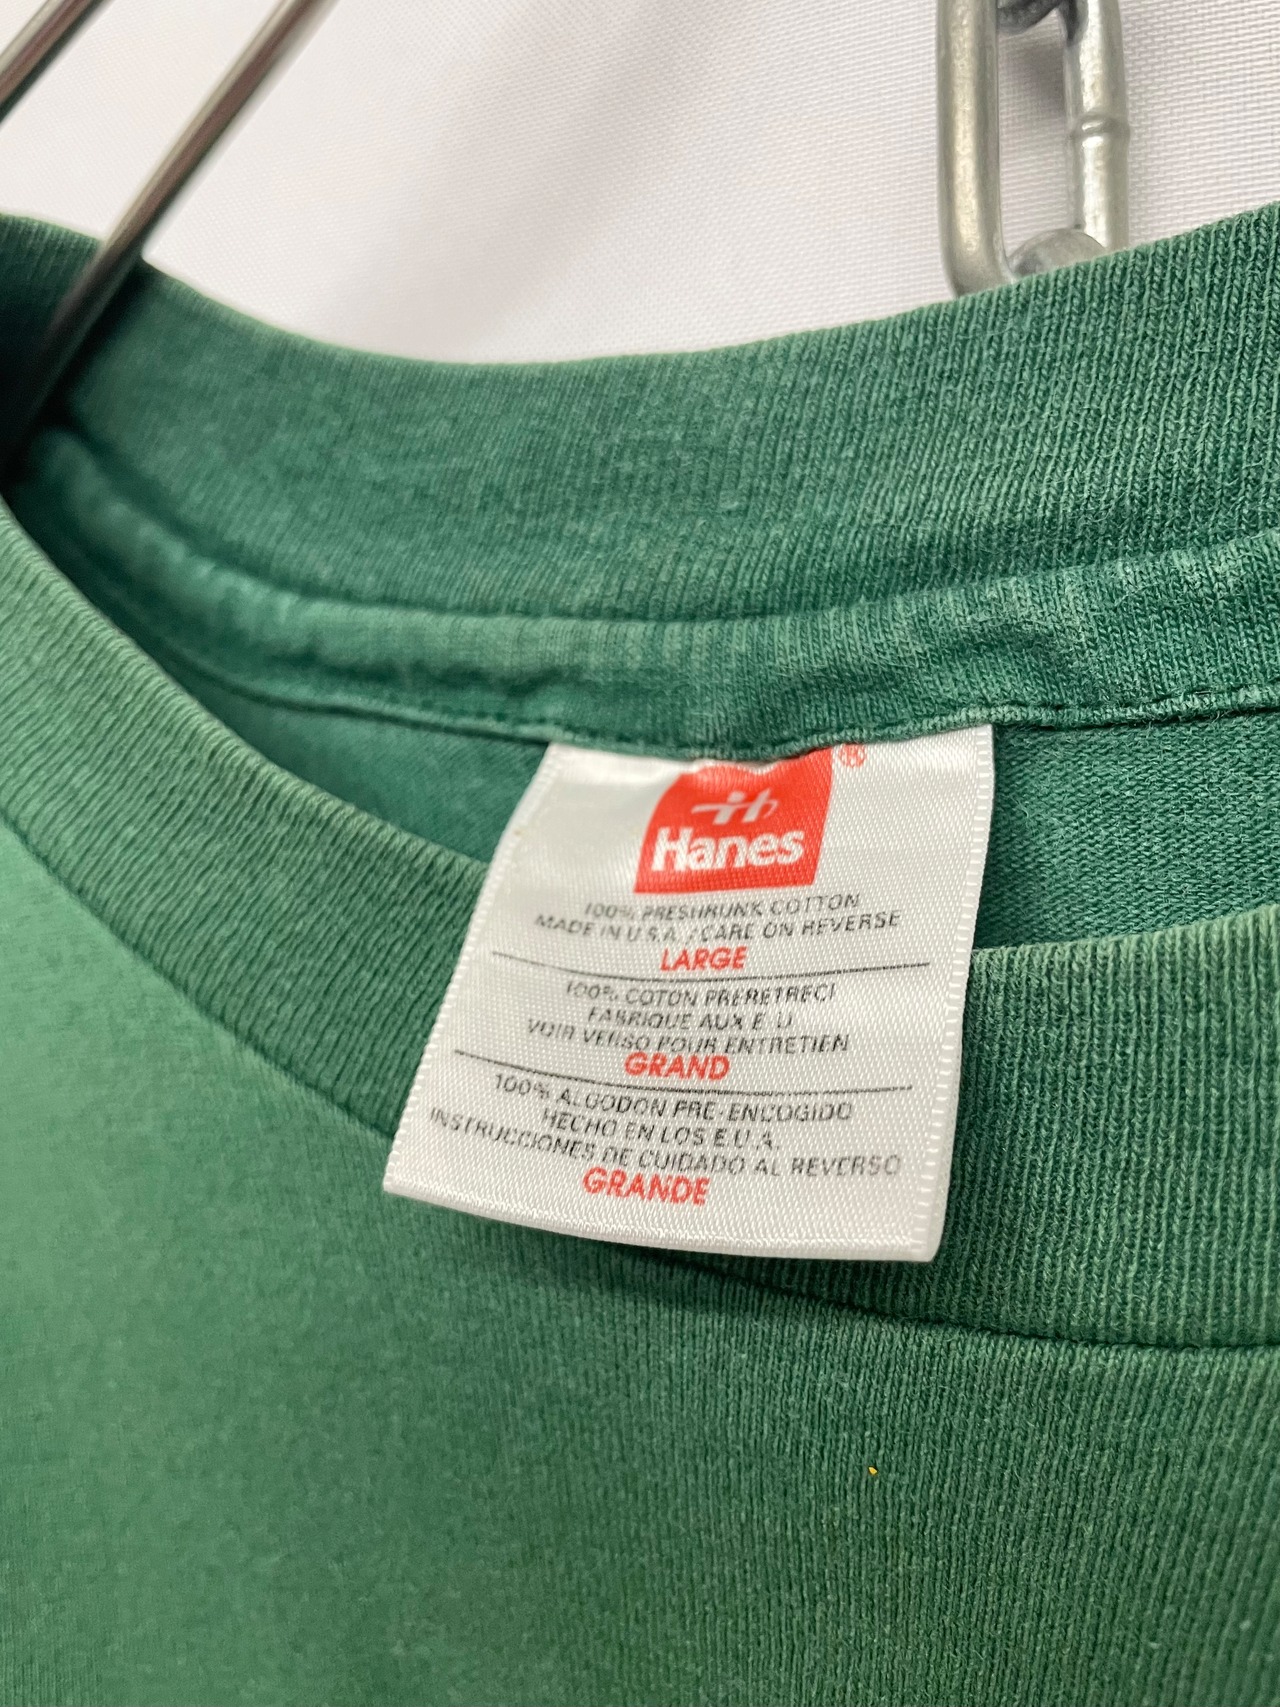 ®
Hanes
100% PRESHRUNK COTTON
MADE IN U.S.A. / CARE ON REVERSE
LARGE
100% COTON PRERETRECI
FABRIQUE AUX E.U.
VOIR VERSO POUR ENTRETIEN
GRAND
100% ALGODON PRE-ENCOGIDO
HECHO EN LOS E.U.A.
INSTRUCCIONES DE CUIDADO AL REVERSO
GRANDE